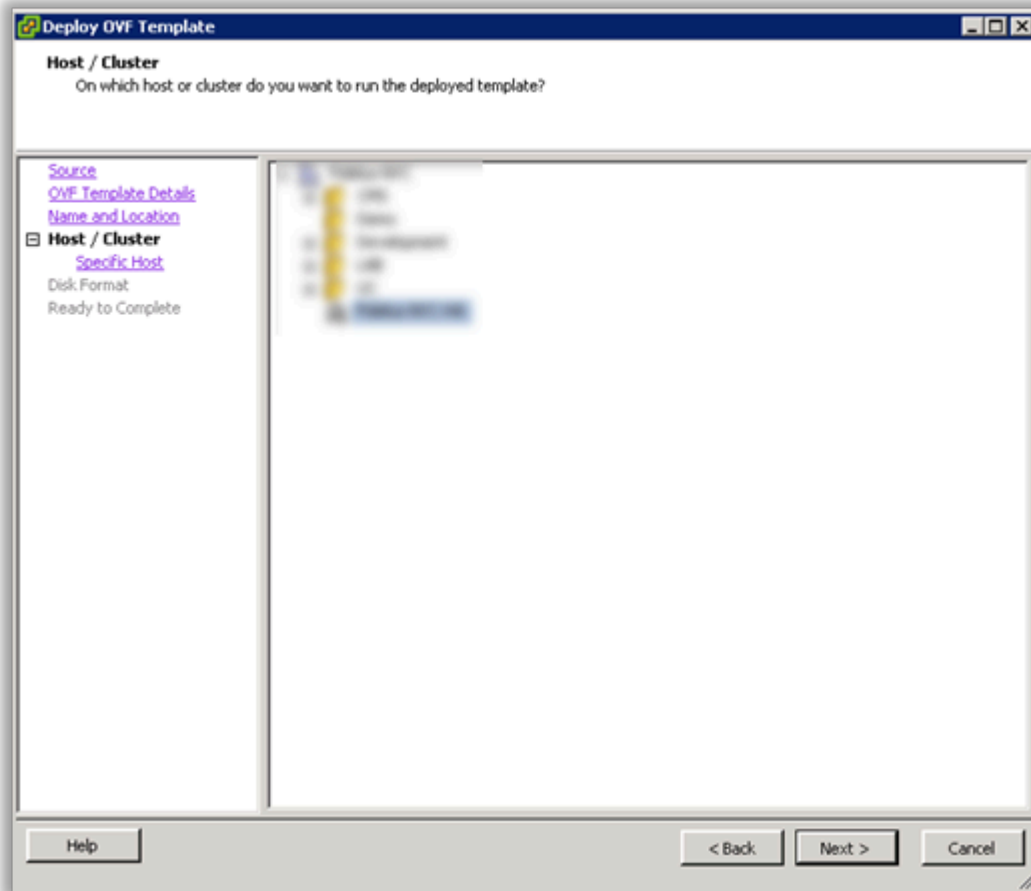 Deploy OVF Template
Host / Cluster
On which host or cluster do you want to run the deployed template?
Source
OVF Template Details
Name and Location
Host / Cluster
Specific Host
Disk Format
Ready to Complete
Help
< Back
Next >
Cancel